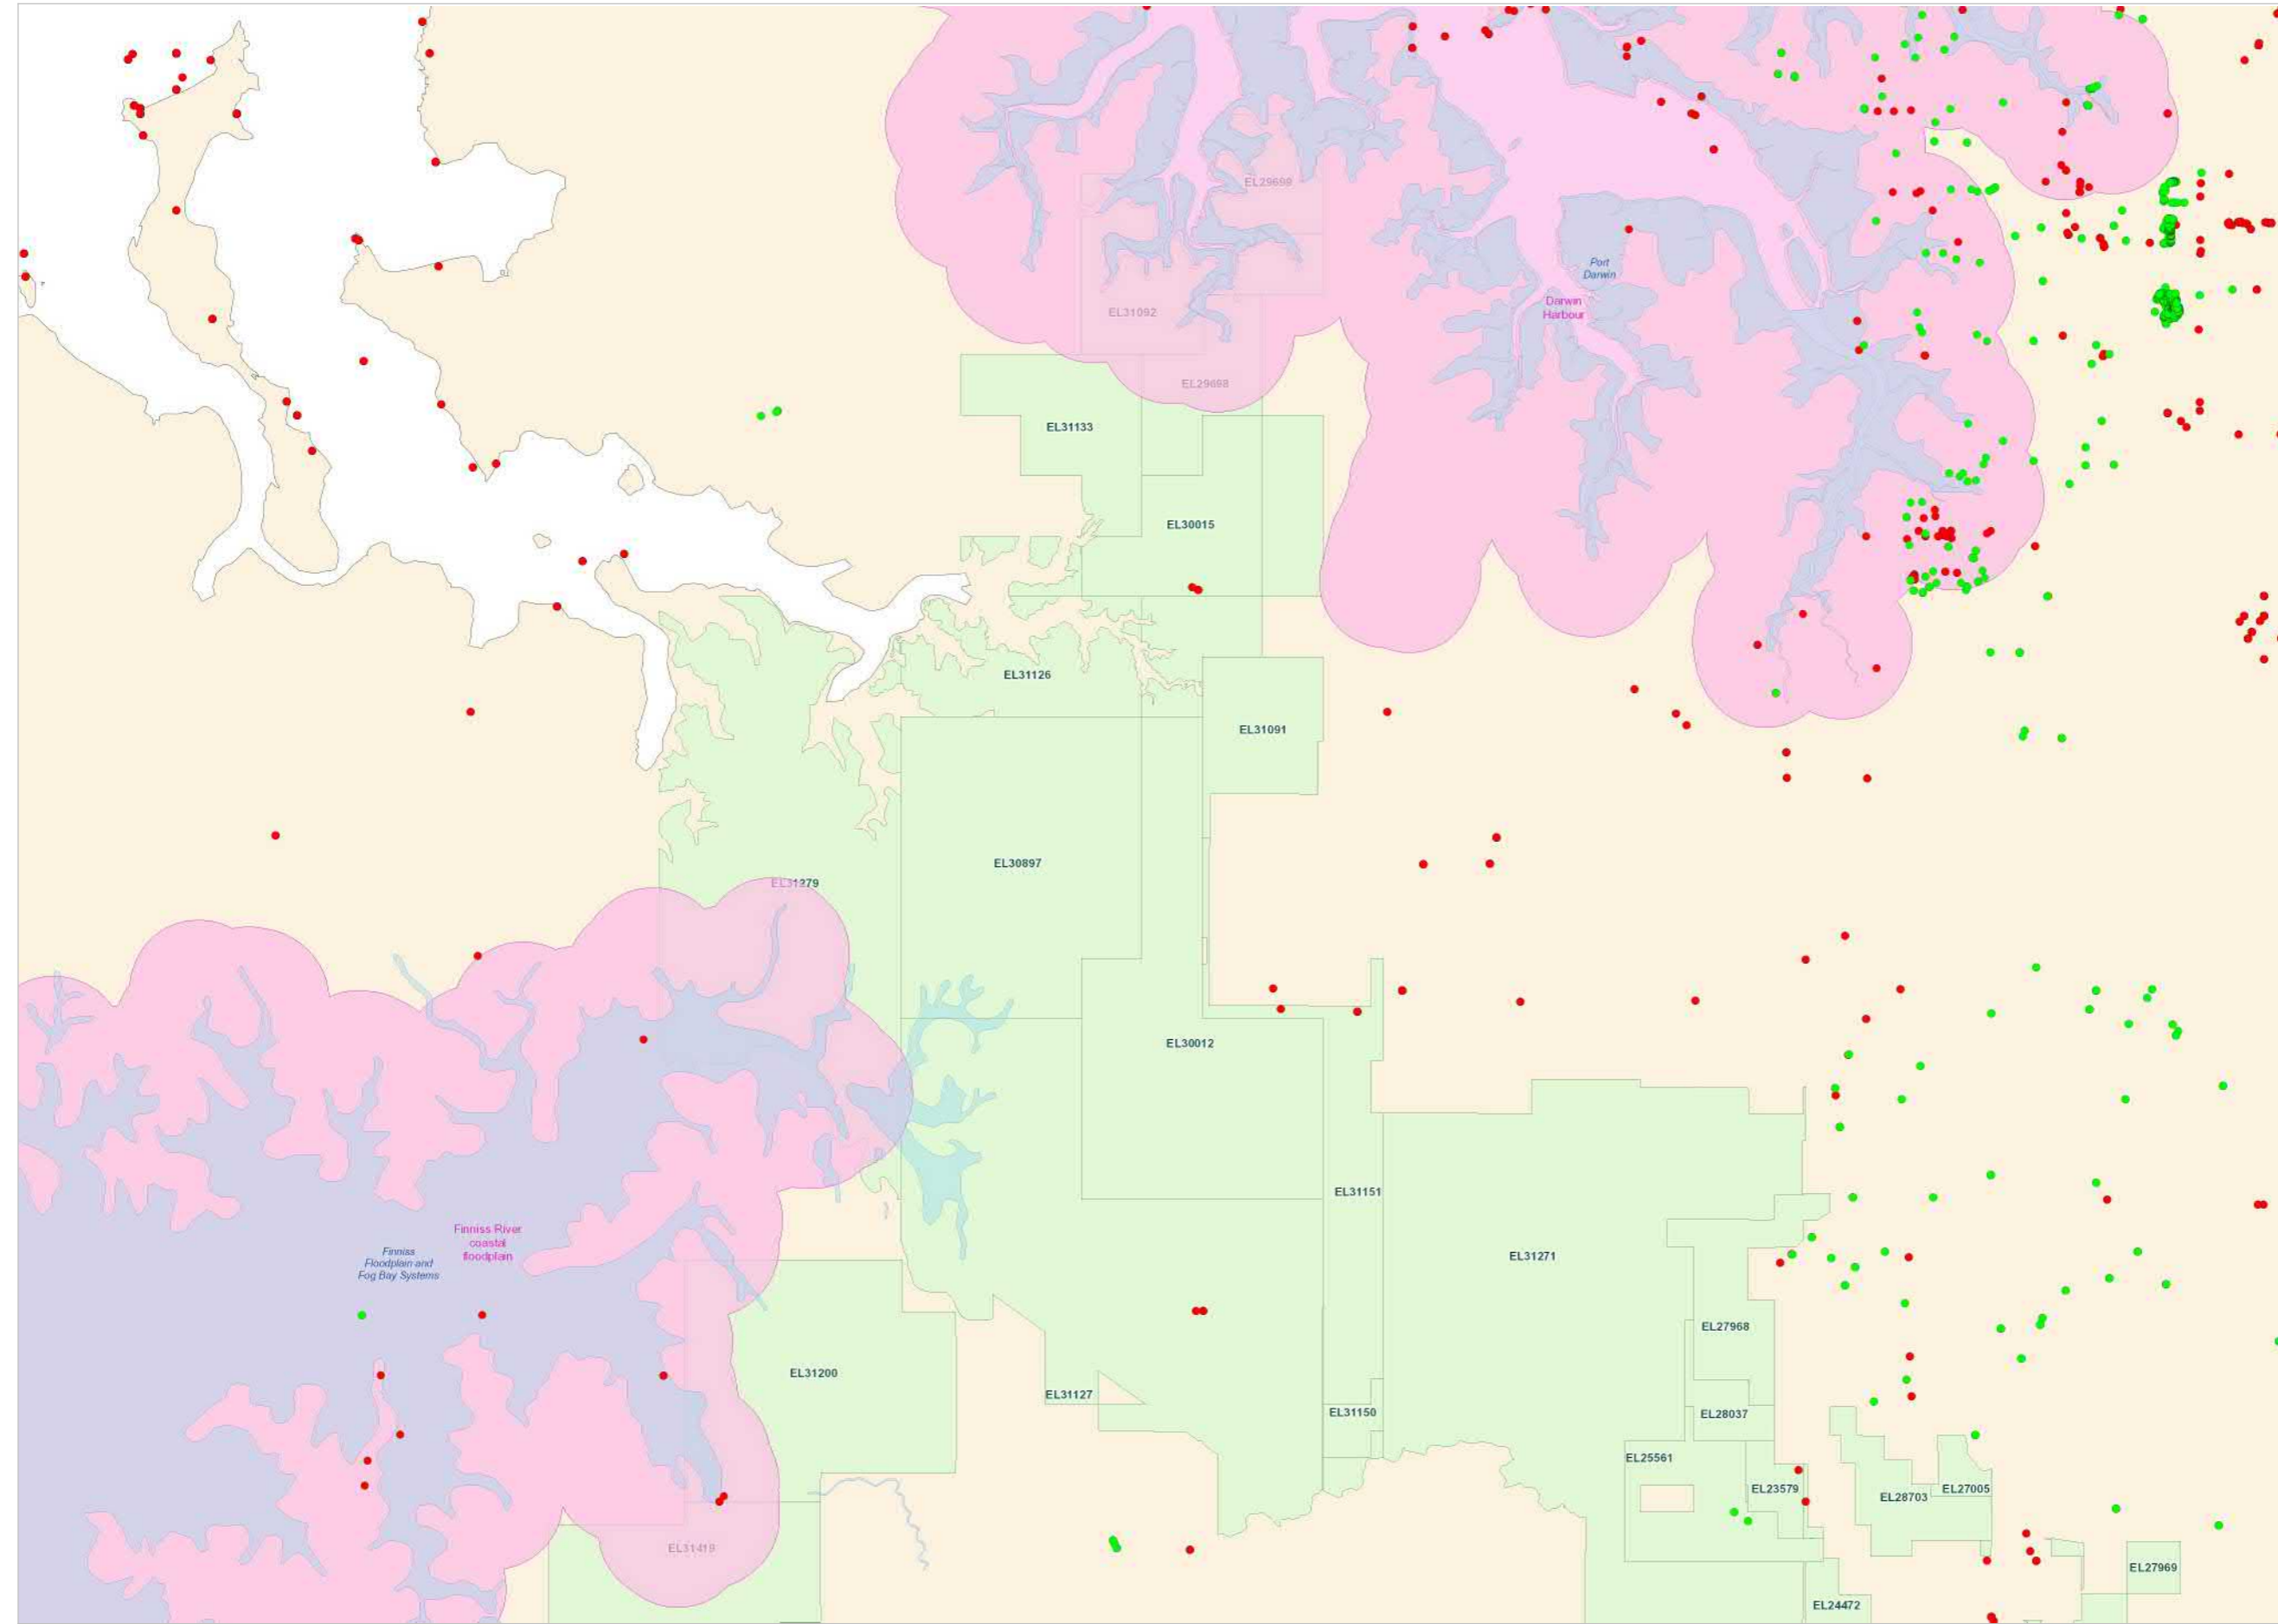 EL29699
Port
Darwin
Darwin
Harbour
EL31092
EL29698
EL31133
EL30015
EL31126
EL31091
EL30897
EL31279
EL30012
EL31151
Finniss River
coastal
floodplain
Finniss
Floodplain and
Fog Bay Systems
EL31271
EL27968
EL31200
EL31127
EL31150
EL28037
EL25561
EL23579
EL28703
EL27005
EL31419
EL27969
EL24472